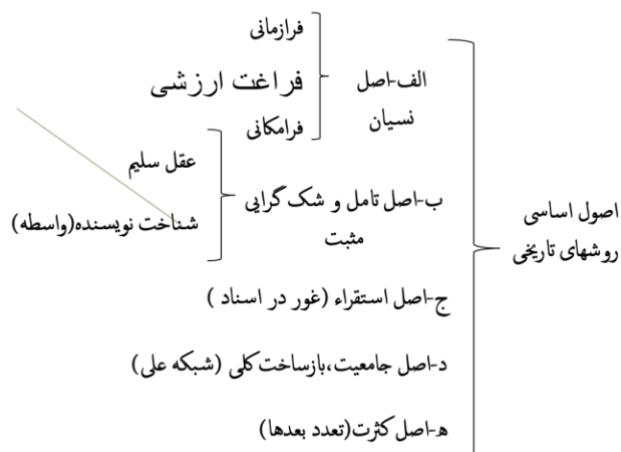 اصول اساسی
روشهای تاریخی
الف-اصل
نسیان
فرازمانی
فراغت ارزشی
فرامکانی
ب-اصل تامل و شک گرایی
مثبت
عقل سلیم
شناخت نویسنده(واسطه)
ج-اصل استقراء (غور در اسناد )
د-اصل جامعیت،بازساخت کلی (شبکه علی)
ه-اصل کثرت(تعدد بعدها)